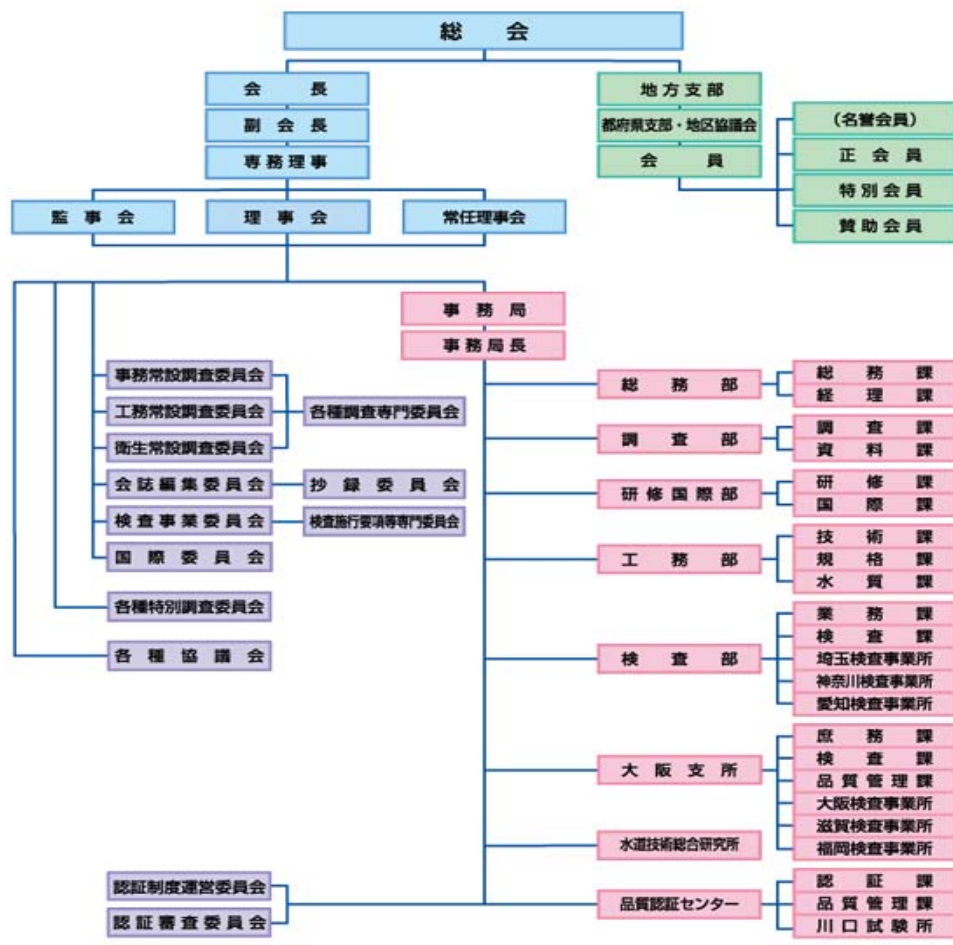 総会
会長
副会長
専務理事
地方支部
都府県支部・地区協議会
会員
(名誉会員)
正会員
特別会員
賛助会員
監事会
理事会
常任理事会
事務局
事務局長
事務常設調査委員会
工務常設調査委員会
衛生常設調査委員会
各種調査専門委員会
会誌編集委員会
抄録委員会
検査事業委員会
検査施行要項等専門委員会
国際委員会
各種特別調査委員会
各種協議会
総務部
総務課
経理課
調査部
調査課
資料課
研修国際部
研修課
国際課
工務部
技術課
規格課
水質課
検査部
業務課
検査課
埼玉検査事業所
神奈川検査事業所
愛知検査事業所
大阪支所
庶務課
検査課
品質管理課
大阪検査事業所
滋賀検査事業所
福岡検査事業所
水道技術総合研究所
認証制度運営委員会
認証審査委員会
品質認証センター
認証課
品質管理課
川口試験所